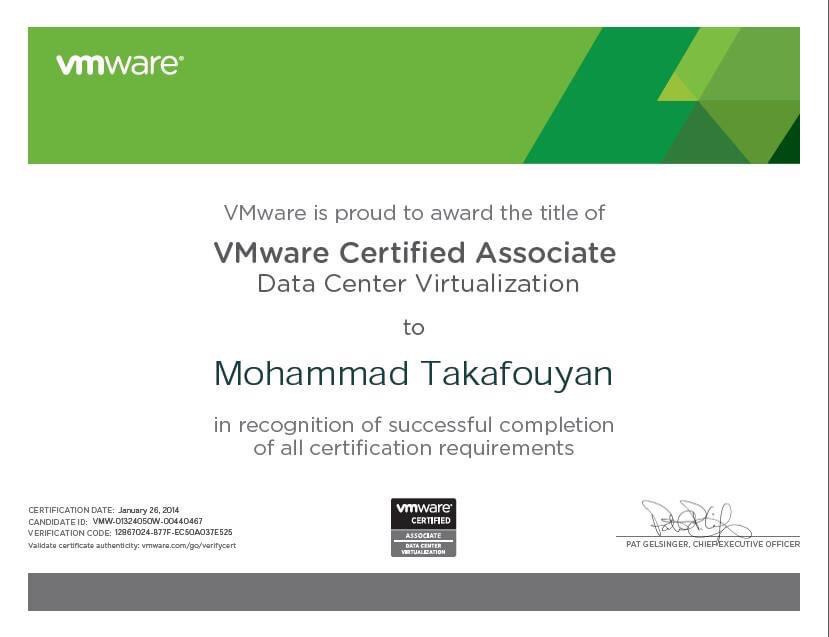 vmware®
VMware is proud to award the title of
VMware Certified Associate
Data Center Virtualization
to
Mohammad Takafouyan
in recognition of successful completion
of all certification requirements
CERTIFICATION DATE: January 26, 2014
CANDIDATE ID: VMW-01324050W-00440467
VERIFICATION CODE: 12867024-877F-EC50A037E525
Validate certificate authenticity: vmware.com/go/verifycert
vmware®
CERTIFIED
ASSOCIATE
DATA CENTER
VIRTUALIZATION
PAT GELSINGER, CHIEF EXECUTIVE OFFICER